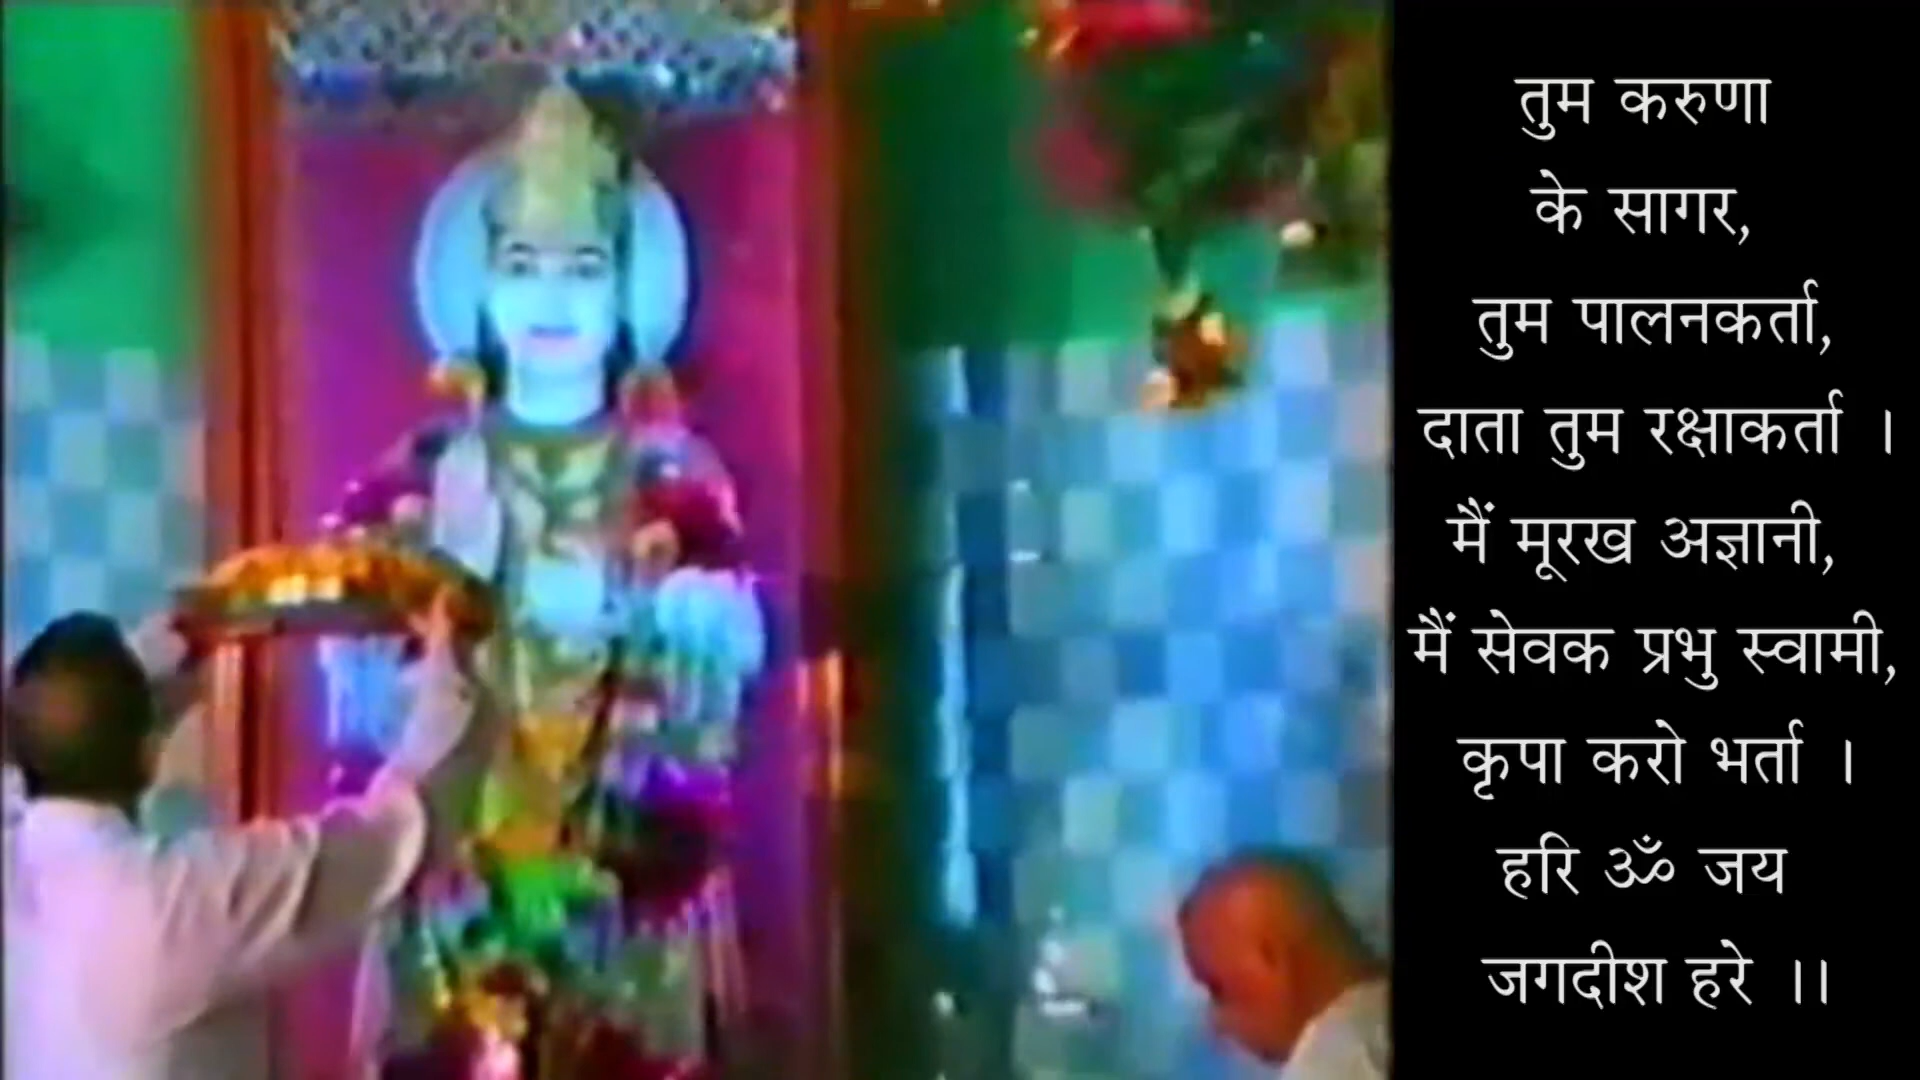 तुम करुणा
के सागर,
तुम पालनकर्ता,
दाता तुम रक्षाकर्ता ।
मैं मूरख अज्ञानी,
मैं सेवक प्रभु स्वामी,
कृपा करो भर्ता ।
हरि ॐ जय
जगदीश हरे ।।